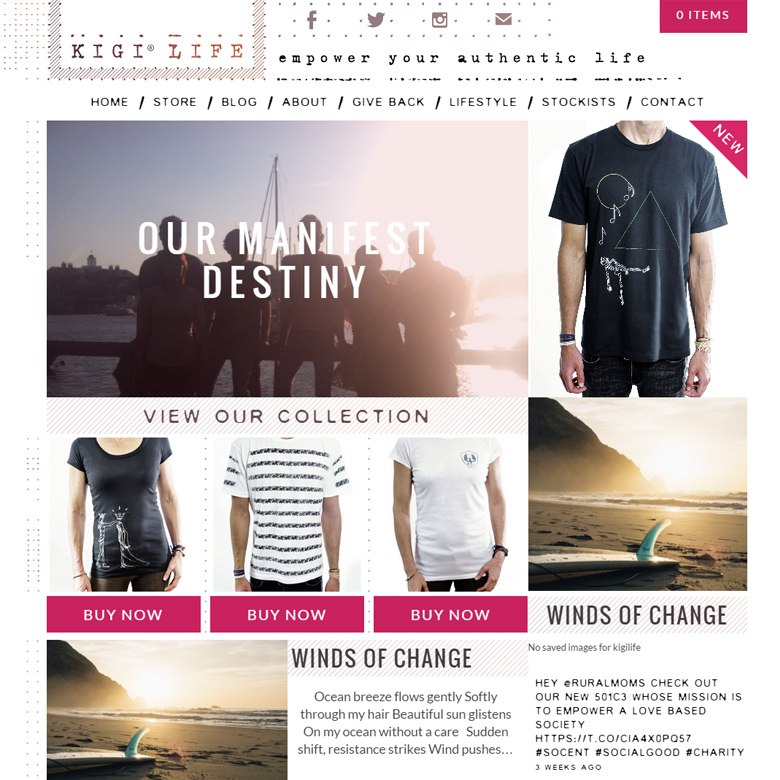 KIGI® LIFE
0 ITEMS
empower your authentic life
HOME / STORE / BLOG / ABOUT / GIVE BACK / LIFESTYLE / STOCKISTS / CONTACT
NEW
OUR MANIFEST
DESTINY
VIEW OUR COLLECTION
BUY NOW
BUY NOW
BUY NOW
WINDS OF CHANGE
No saved images for kigilife
HEY @RURALMOMS CHECK OUT
OUR NEW 501C3 WHOSE MISSION IS
TO EMPOWER A LOVE BASED
SOCIETY
HTTPS://T.CO/CIA4X0PQ57
#SOCENT #SOCIALGOOD #CHARITY
3 WEEKS AGO
WINDS OF CHANGE
Ocean breeze flows gently Softly
through my hair Beautiful sun glistens
On my ocean without a care Sudden
shift, resistance strikes Wind pushes…